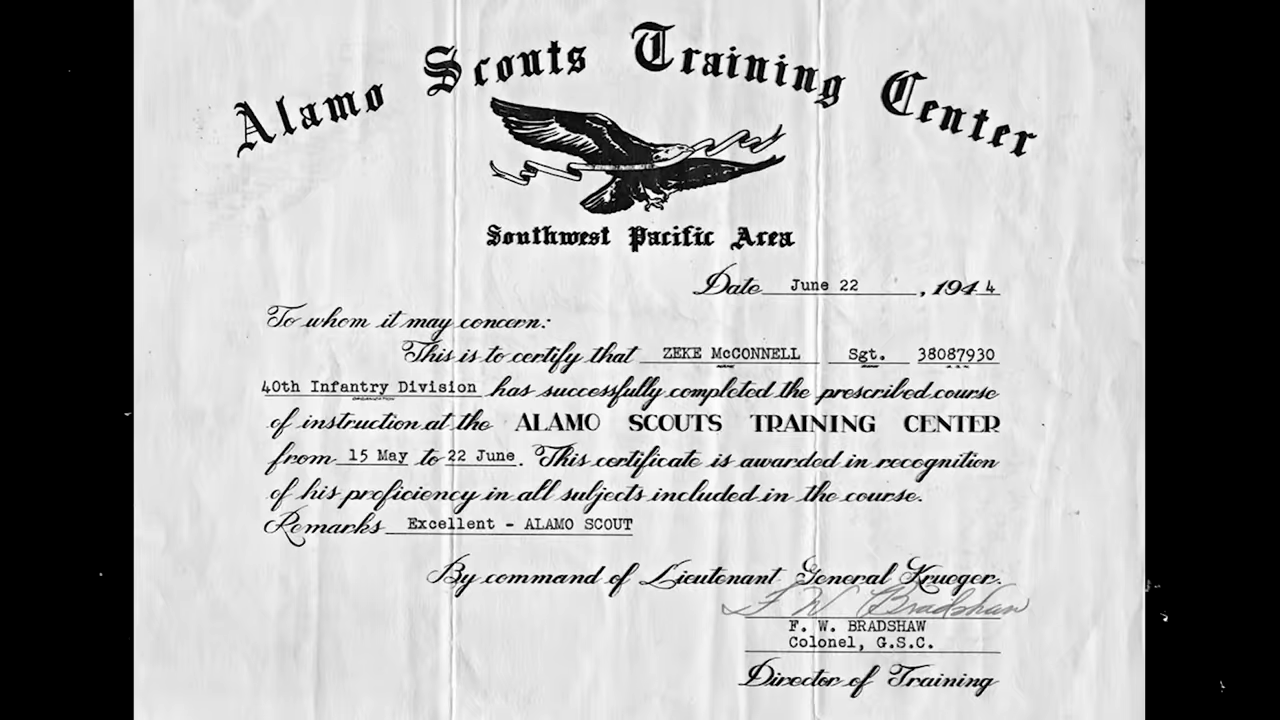 Alamo Scouts Training Center
Southwest Pacific Area
Date June 22, 1944
To whom it may concern:
This is to certify that ZEKE McCONNELL Sgt. 38087930
40th Infantry Division has successfully completed the prescribed course
ORGANIZATION
of instruction at the ALAMO SCOUTS TRAINING CENTER
from 15 May to 22 June. This certificate is awarded in recognition
of his proficiency in all subjects included in the course.
Remarks Excellent - ALAMO SCOUT
By command of Lieutenant General Krueger.
F W Bradshaw
F. W. BRADSHAW
Colonel, G.S.C.
Director of Training